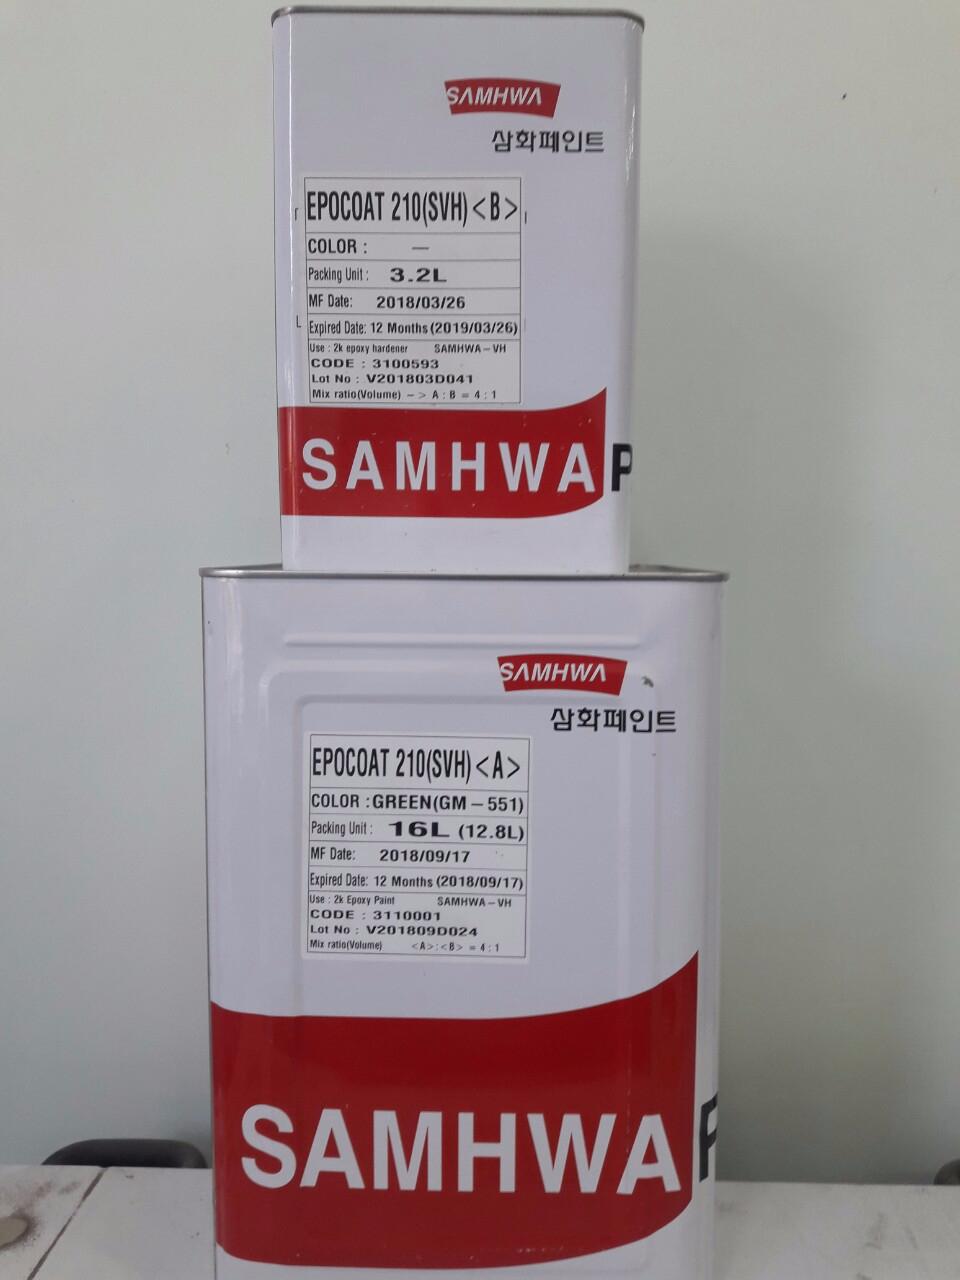 SAMHWA
삼화페인트
EPOCOAT 210(SVH)<B>
COLOR : —
Packing Unit : 3.2L
MF Date: 2018/03/26
Expired Date: 12 Months (2019/03/26)
Use : 2k epoxy hardener SAMHWA-VH
CODE : 3100593
Lot No : V201803D041
Mix ratio(Volume) -> A : B = 4 : 1
SAMHWA P
SAMHWA
삼화페인트
EPOCOAT 210(SVH)<A>
COLOR : GREEN(GM-551)
Packing Unit : 16L (12.8L)
MF Date: 2018/09/17
Expired Date: 12 Months (2018/09/17)
Use : 2k Epoxy Paint SAMHWA-VH
CODE : 3110001
Lot No : V201809D024
Mix ratio(Volume) <A>:<B> = 4 : 1
SAMHWA P